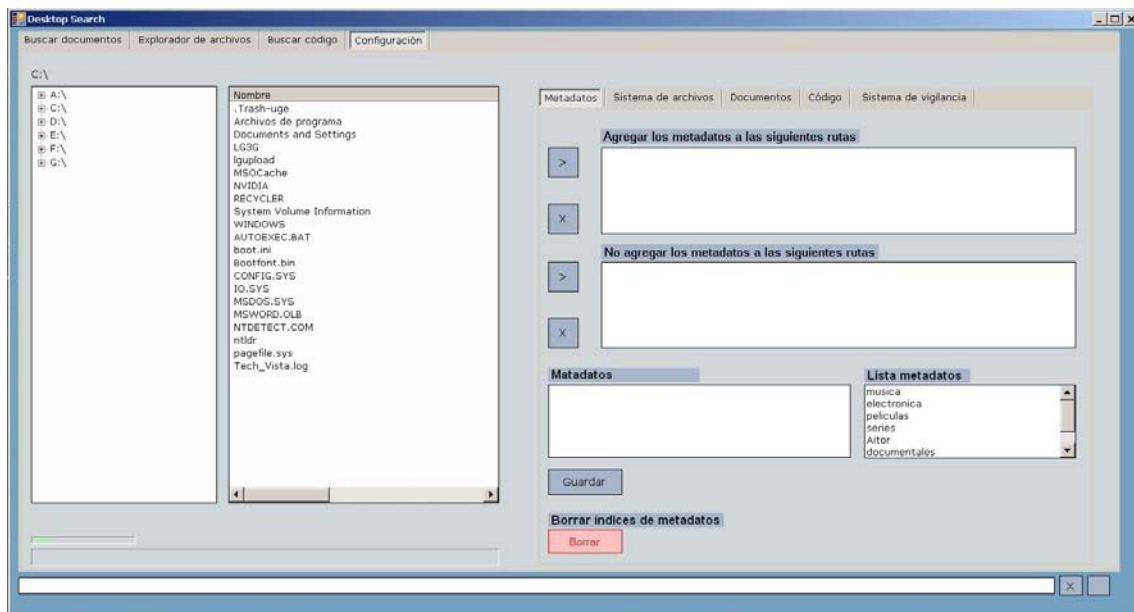 Desktop Search
Buscar documentos Explorador de archivos Buscar código Configuración
C:\
A:\
C:\
D:\
E:\
F:\
G:\
Nombre
.Trash-uge
Archivos de programa
Documents and Settings
LG3G
lgupload
MSOCache
NVIDIA
RECYCLER
System Volume Information
WINDOWS
AUTOEXEC.BAT
boot.ini
Bootfont.bin
CONFIG.SYS
IO.SYS
MSDOS.SYS
MSWORD.OLB
NTDETECT.COM
ntldr
pagefile.sys
Tech_Vista.log
Metadatos Sistema de archivos Documentos Código Sistema de vigilancia
Agregar los metadatos a las siguientes rutas
>
X
No agregar los metadatos a las siguientes rutas
>
X
Matadatos
Lista metadatos
musica
electronica
peliculas
series
Aitor
documentales
Guardar
Borrar índices de metadatos
Borrar
X